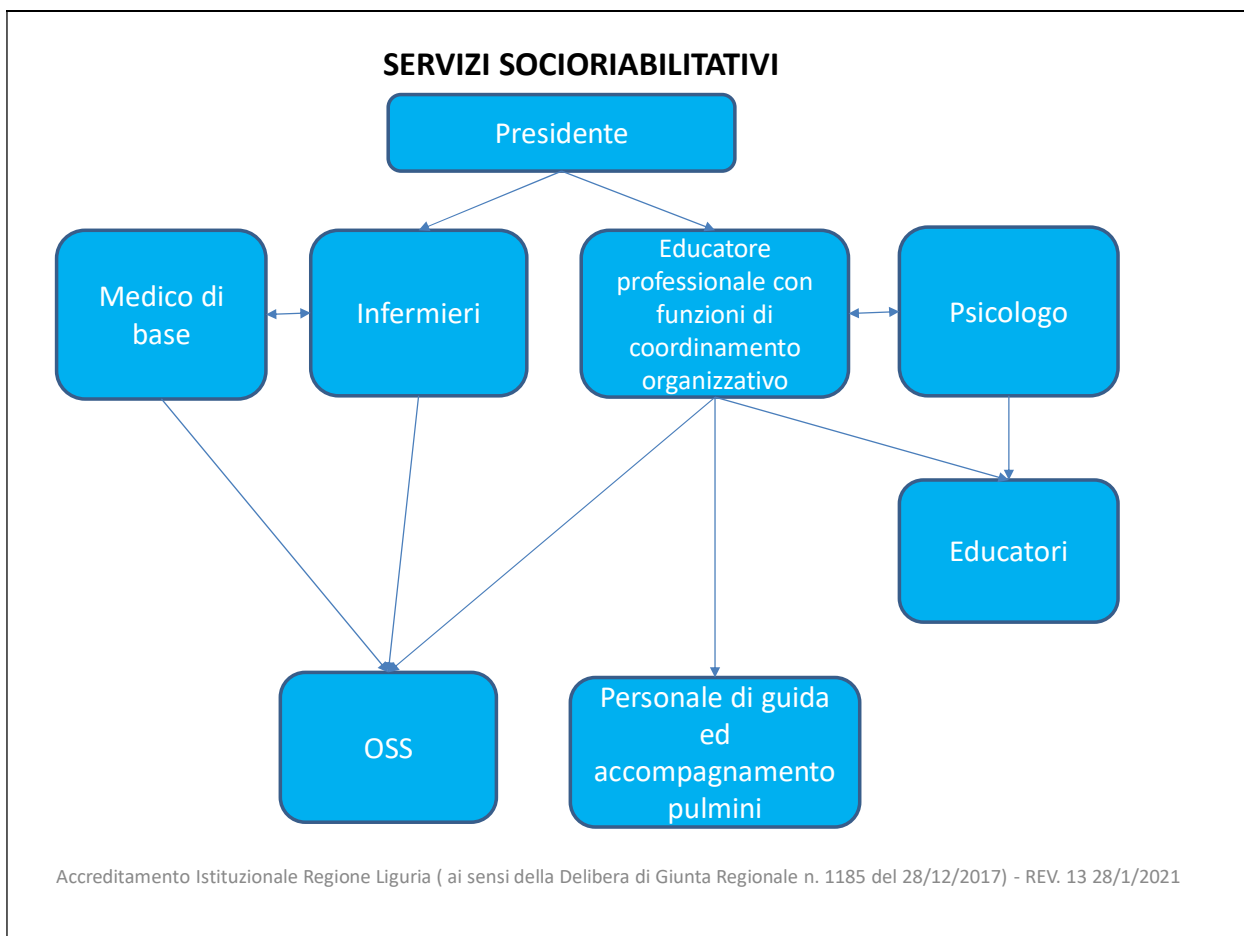 SERVIZI SOCIORIABILITATIVI
Presidente
Medico di
base
Infermieri
Educatore
professionale con
funzioni di
coordinamento
organizzativo
Psicologo
Educatori
OSS
Personale di guida
ed
accompagnamento
pulmini
Accreditamento Istituzionale Regione Liguria ( ai sensi della Delibera di Giunta Regionale n. 1185 del 28/12/2017) - REV. 13 28/1/2021